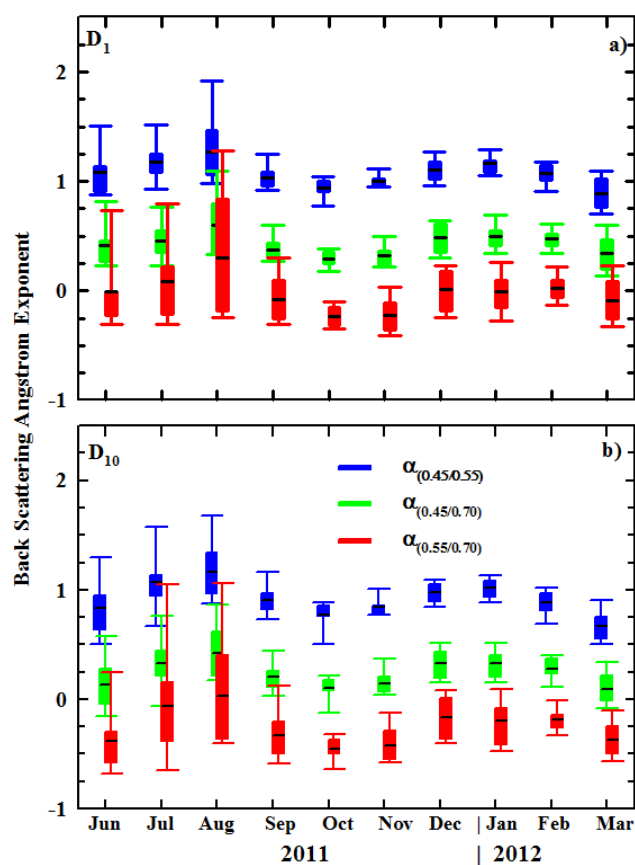 D1 a)
2
1
0
-1
Back Scattering Angstrom Exponent
D10 b)
α(0.45/0.55)
α(0.45/0.70)
α(0.55/0.70)
2
1
0
-1
Jun Jul Aug Sep Oct Nov Dec | Jan Feb Mar
2011 | 2012